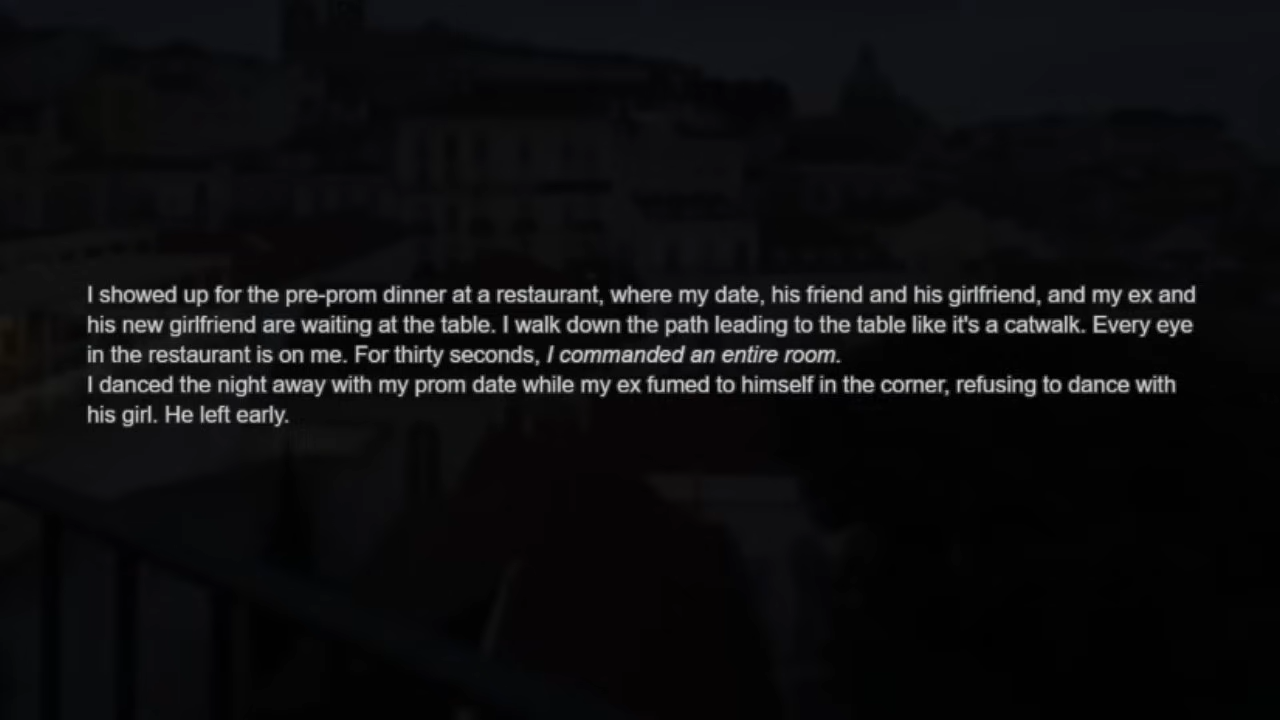 I showed up for the pre-prom dinner at a restaurant, where my date, his friend and his girlfriend, and my ex and
his new girlfriend are waiting at the table. I walk down the path leading to the table like it's a catwalk. Every eye
in the restaurant is on me. For thirty seconds, I commanded an entire room.
I danced the night away with my prom date while my ex fumed to himself in the corner, refusing to dance with
his girl. He left early.